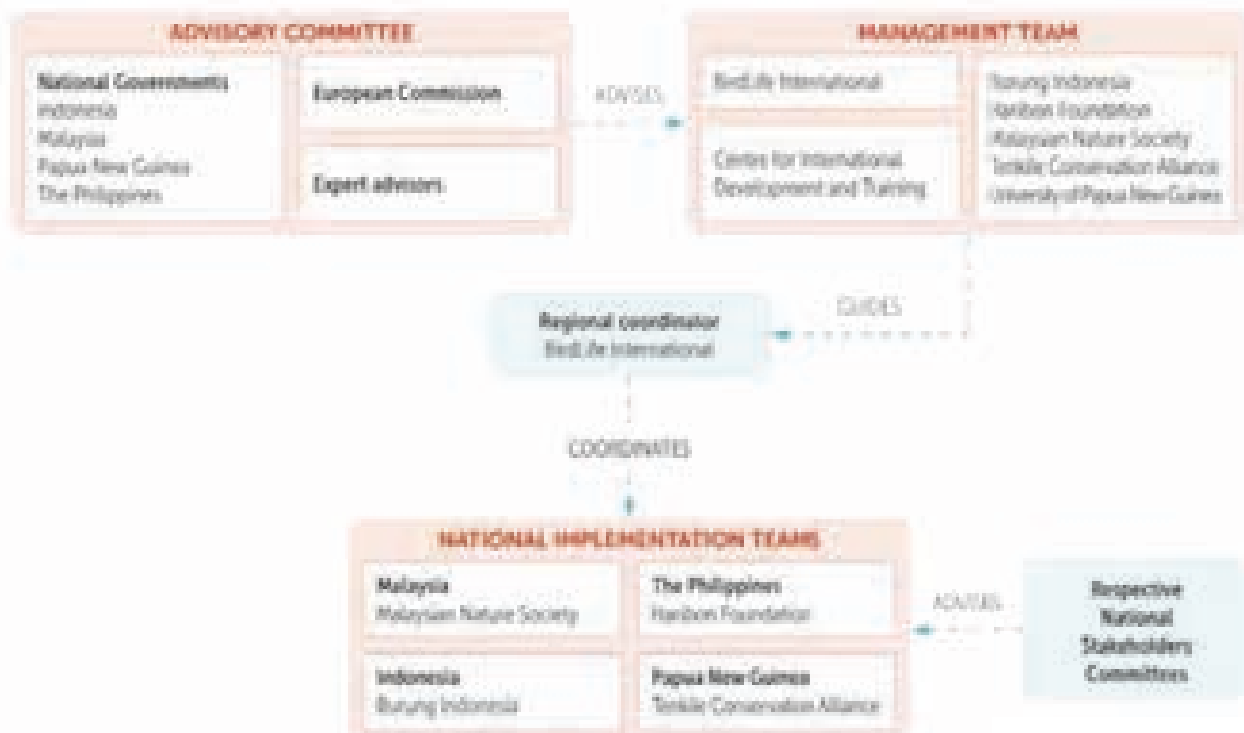 ADVISORY COMMITTEE
National Governments
Indonesia
Malaysia
Papua New Guinea
The Philippines
European Commission
Expert advisors
ADVISES
MANAGEMENT TEAM
BirdLife International
Centre for International
Development and Training
Burung Indonesia
Haribon Foundation
Malaysian Nature Society
Tenkile Conservation Alliance
University of Papua New Guinea
GUIDES
Regional coordinator
BirdLife International
COORDINATES
NATIONAL IMPLEMENTATION TEAMS
Malaysia
Malaysian Nature Society
The Philippines
Haribon Foundation
Indonesia
Burung Indonesia
Papua New Guinea
Tenkile Conservation Alliance
ADVISES
Respective
National
Stakeholders
Committees